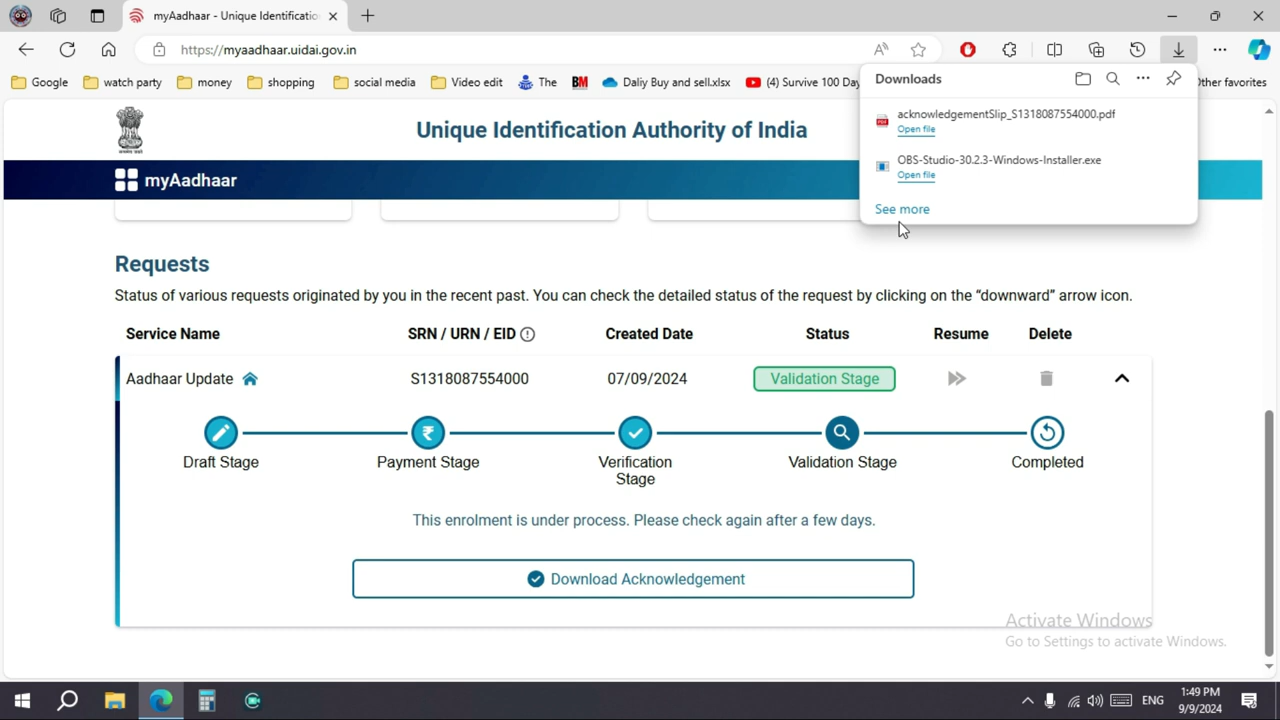 myAadhaar - Unique Identificatio
https://myaadhaar.uidai.gov.in
Google
watch party
money
shopping
social media
Video edit
The
BM
Daliy Buy and sell.xlsx
(4) Survive 100 Day
Other favorites
Downloads
acknowledgementSlip_S1318087554000.pdf
Open file
OBS-Studio-30.2.3-Windows-Installer.exe
Open file
See more
Unique Identification Authority of India
myAadhaar
Requests
Status of various requests originated by you in the recent past. You can check the detailed status of the request by clicking on the “downward” arrow icon.
Service Name SRN / URN / EID Created Date Status Resume Delete
Aadhaar Update S1318087554000 07/09/2024 Validation Stage
Draft Stage
Payment Stage
Verification
Stage
Validation Stage
Completed
This enrolment is under process. Please check again after a few days.
Download Acknowledgement
Activate Windows
Go to Settings to activate Windows.
ENG
1:49 PM
9/9/2024